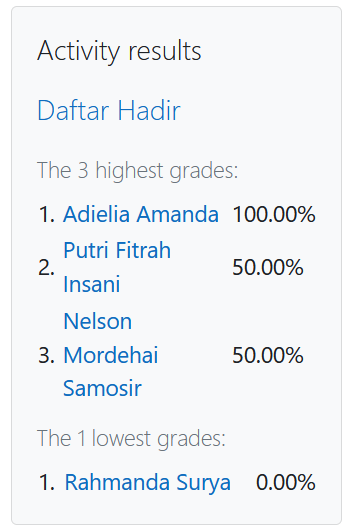 Activity results
Daftar Hadir
The 3 highest grades:
1. Adielia Amanda 100.00%
Putri Fitrah
2. Insani 50.00%
Nelson
3. Mordehai 50.00%
Samosir
The 1 lowest grades:
1. Rahmanda Surya 0.00%